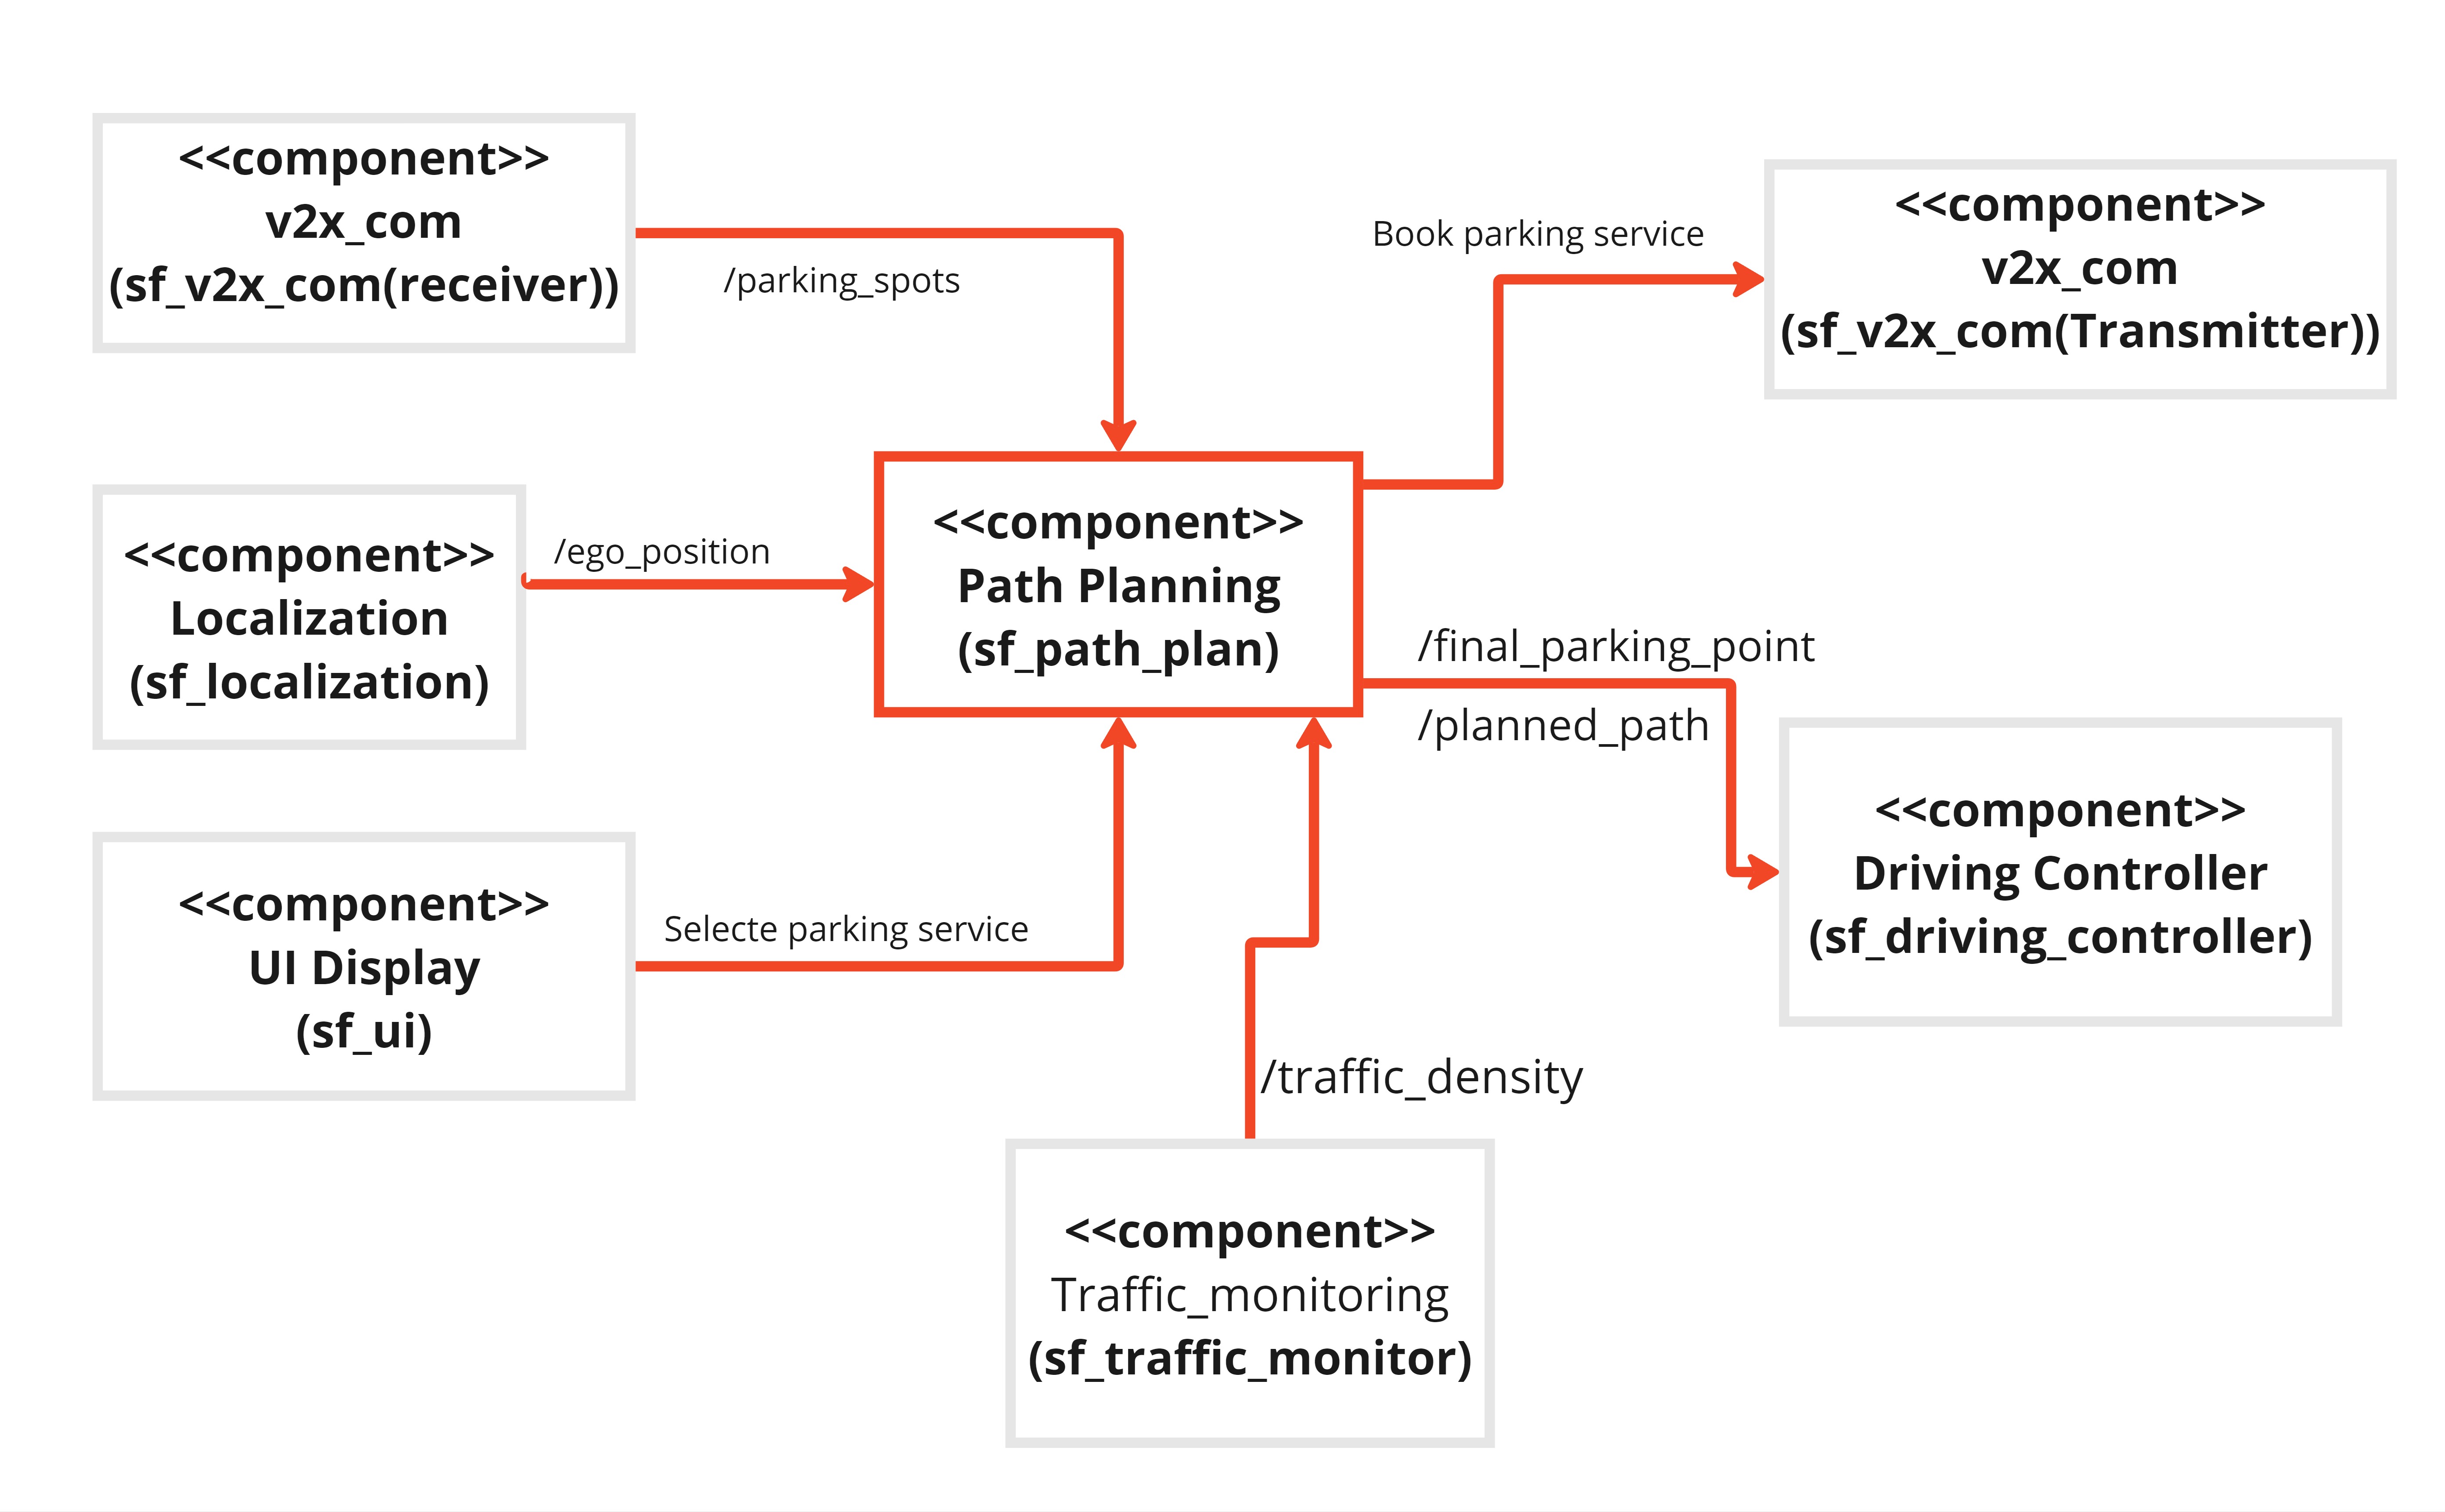 <<component>>
v2x_com
(sf_v2x_com(receiver))
/parking_spots
Book parking service
<<component>>
v2x_com
(sf_v2x_com(Transmitter))
<<component>>
Localization
(sf_localization)
/ego_position
<<component>>
Path Planning
(sf_path_plan)
/final_parking_point
/planned_path
<<component>>
Driving Controller
(sf_driving_controller)
<<component>>
UI Display
(sf_ui)
Selecte parking service
/traffic_density
<<component>>
Traffic_monitoring
(sf_traffic_monitor)